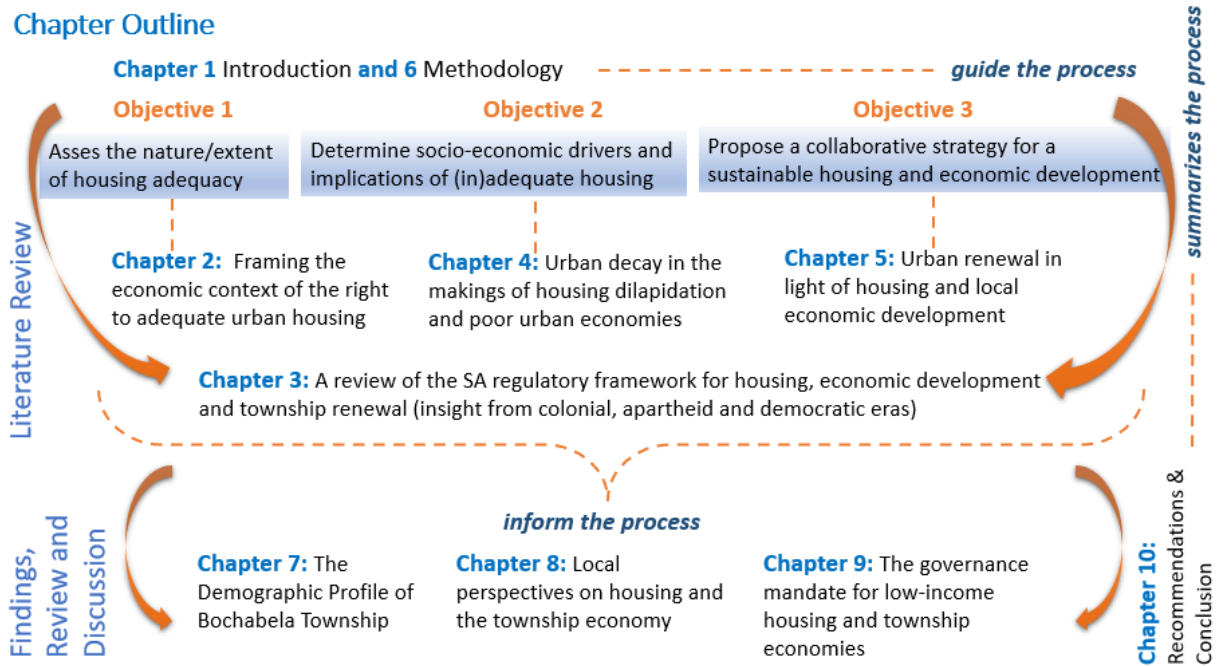 Chapter Outline
Chapter 1 Introduction and 6 Methodology
guide the process
Objective 1
Asses the nature/extent
of housing adequacy
Objective 2
Determine socio-economic drivers and
implications of (in)adequate housing
Objective 3
Propose a collaborative strategy for a
sustainable housing and economic development
Literature Review
Chapter 2: Framing the
economic context of the right
to adequate urban housing
Chapter 4: Urban decay in the
makings of housing dilapidation
and poor urban economies
Chapter 5: Urban renewal in
light of housing and local
economic development
Chapter 3: A review of the SA regulatory framework for housing, economic development
and township renewal (insight from colonial, apartheid and democratic eras)
inform the process
Findings,
Review and
Discussion
Chapter 7: The
Demographic Profile of
Bochabela Township
Chapter 8: Local
perspectives on housing and
the township economy
Chapter 9: The governance
mandate for low-income
housing and township
economies
summarizes the process
Chapter 10:
Recommendations &
Conclusion